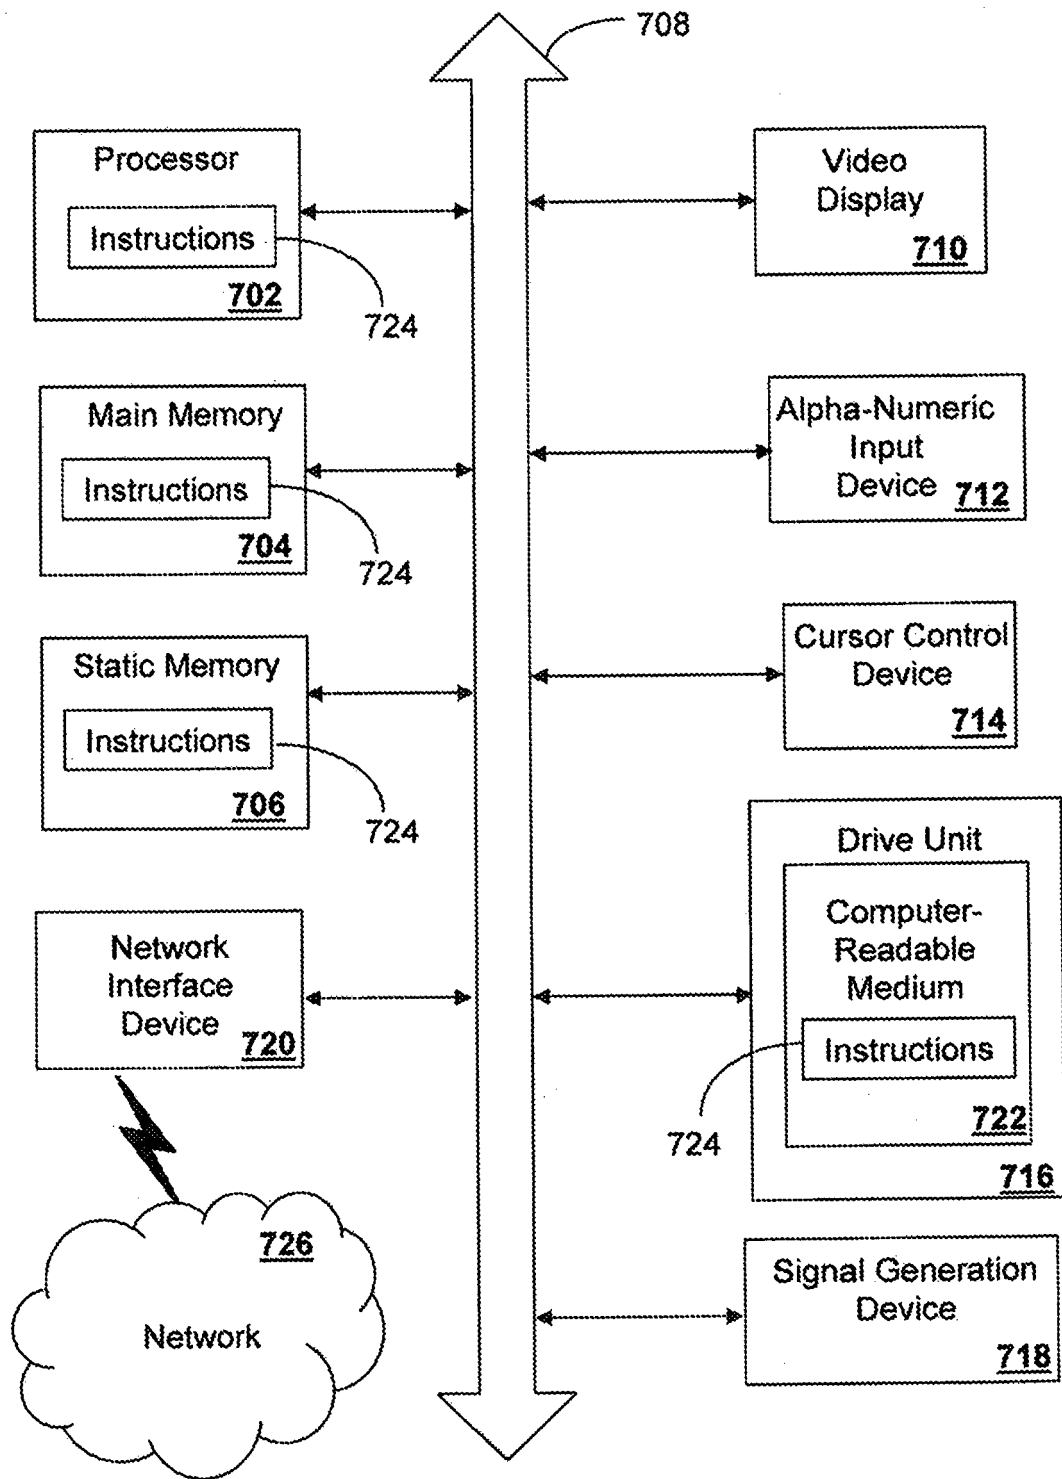 708
Processor
Instructions
702
724
Main Memory
Instructions
704
724
Static Memory
Instructions
706
724
Network
Interface
Device
720
726
Network
Video
Display
710
Alpha-Numeric
Input
Device
712
Cursor Control
Device
714
Drive Unit
Computer-
Readable
Medium
Instructions
724
722
716
Signal Generation
Device
718